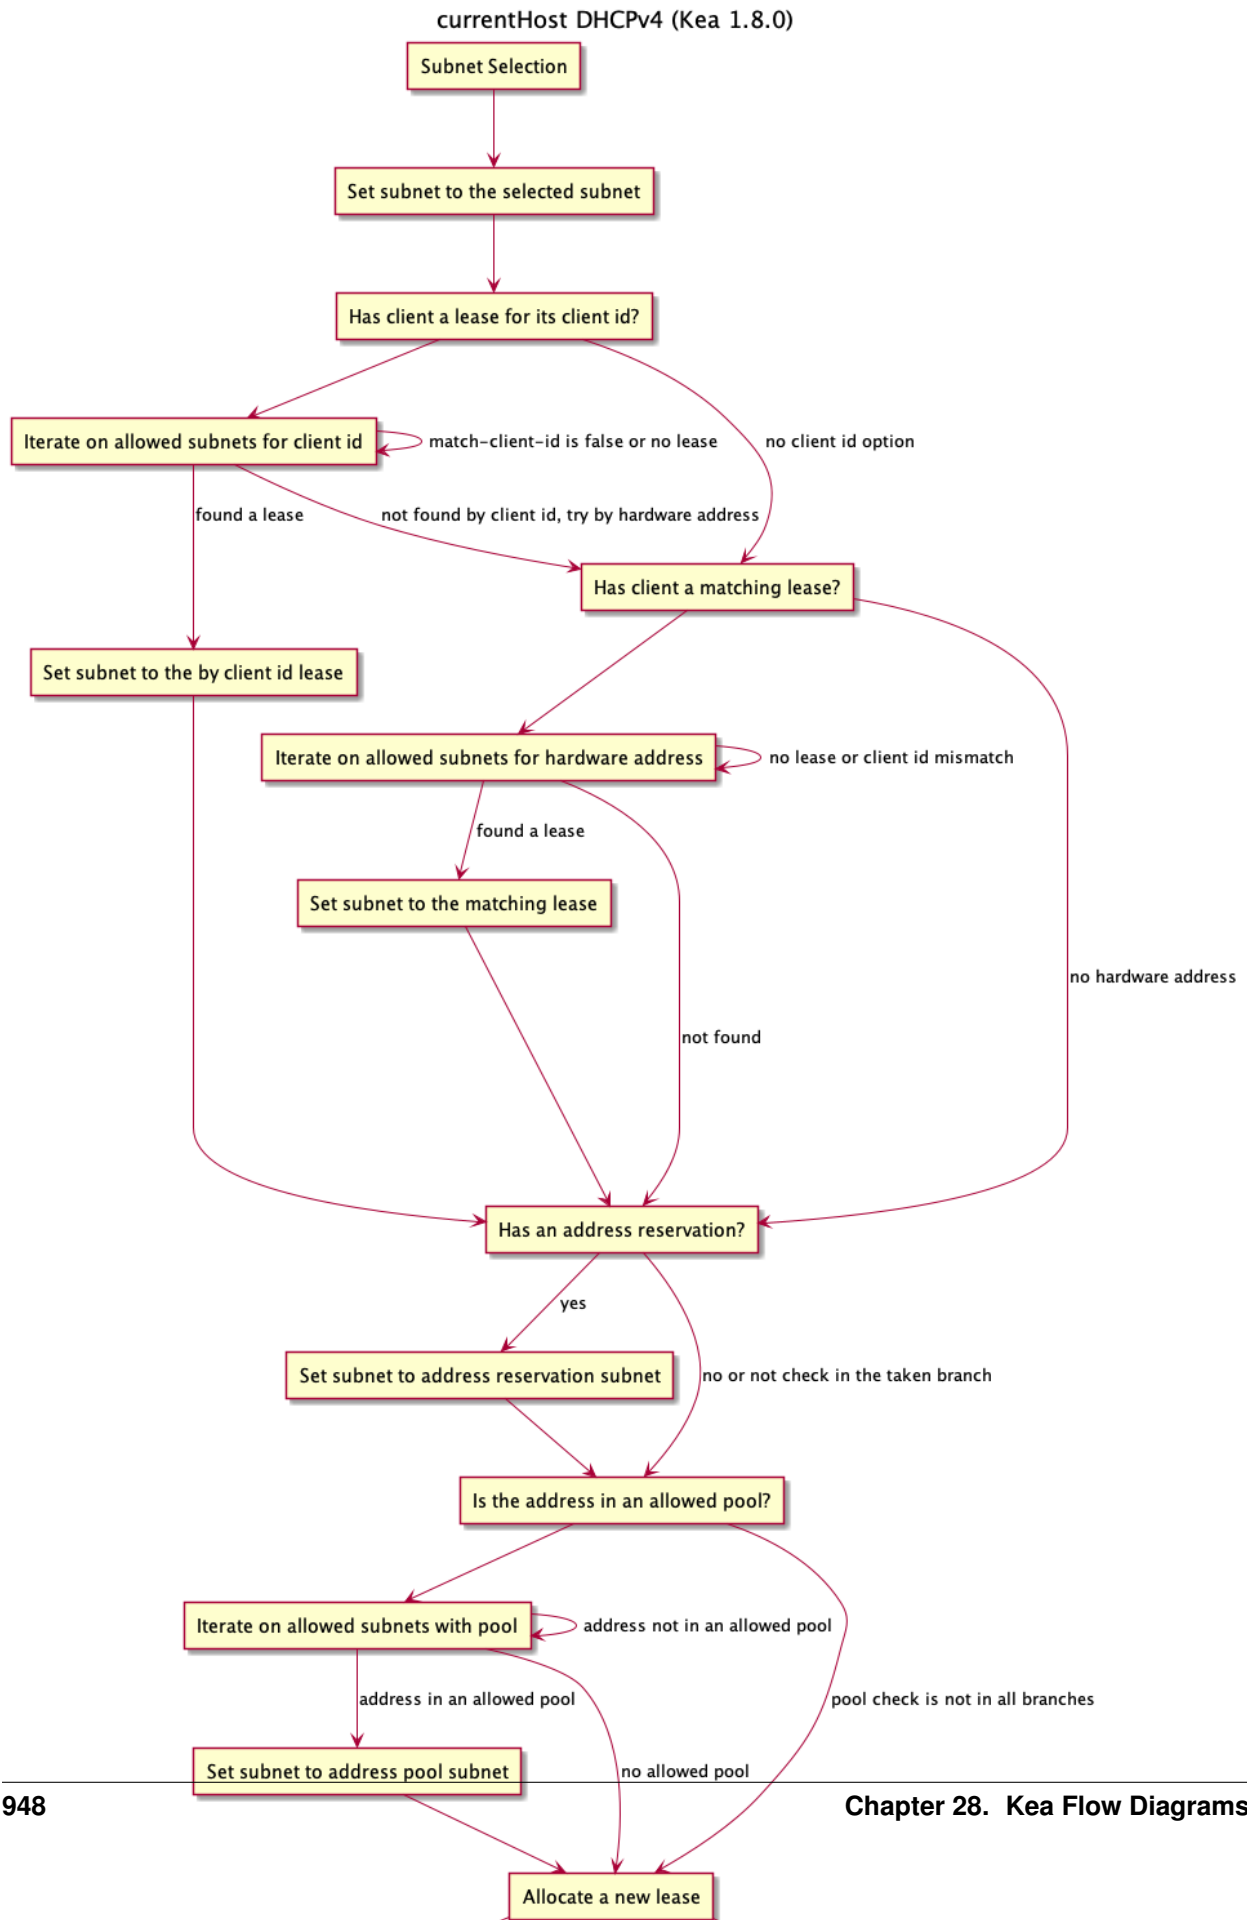 currentHost DHCPv4 (Kea 1.8.0)
Subnet Selection
Set subnet to the selected subnet
Has client a lease for its client id?
Iterate on allowed subnets for client id
match-client-id is false or no lease
no client id option
found a lease
not found by client id, try by hardware address
Has client a matching lease?
Set subnet to the by client id lease
Iterate on allowed subnets for hardware address
no lease or client id mismatch
found a lease
Set subnet to the matching lease
no hardware address
not found
Has an address reservation?
yes
Set subnet to address reservation subnet
no or not check in the taken branch
Is the address in an allowed pool?
Iterate on allowed subnets with pool
address not in an allowed pool
address in an allowed pool
pool check is not in all branches
Set subnet to address pool subnet
no allowed pool
948
Chapter 28. Kea Flow Diagrams
Allocate a new lease